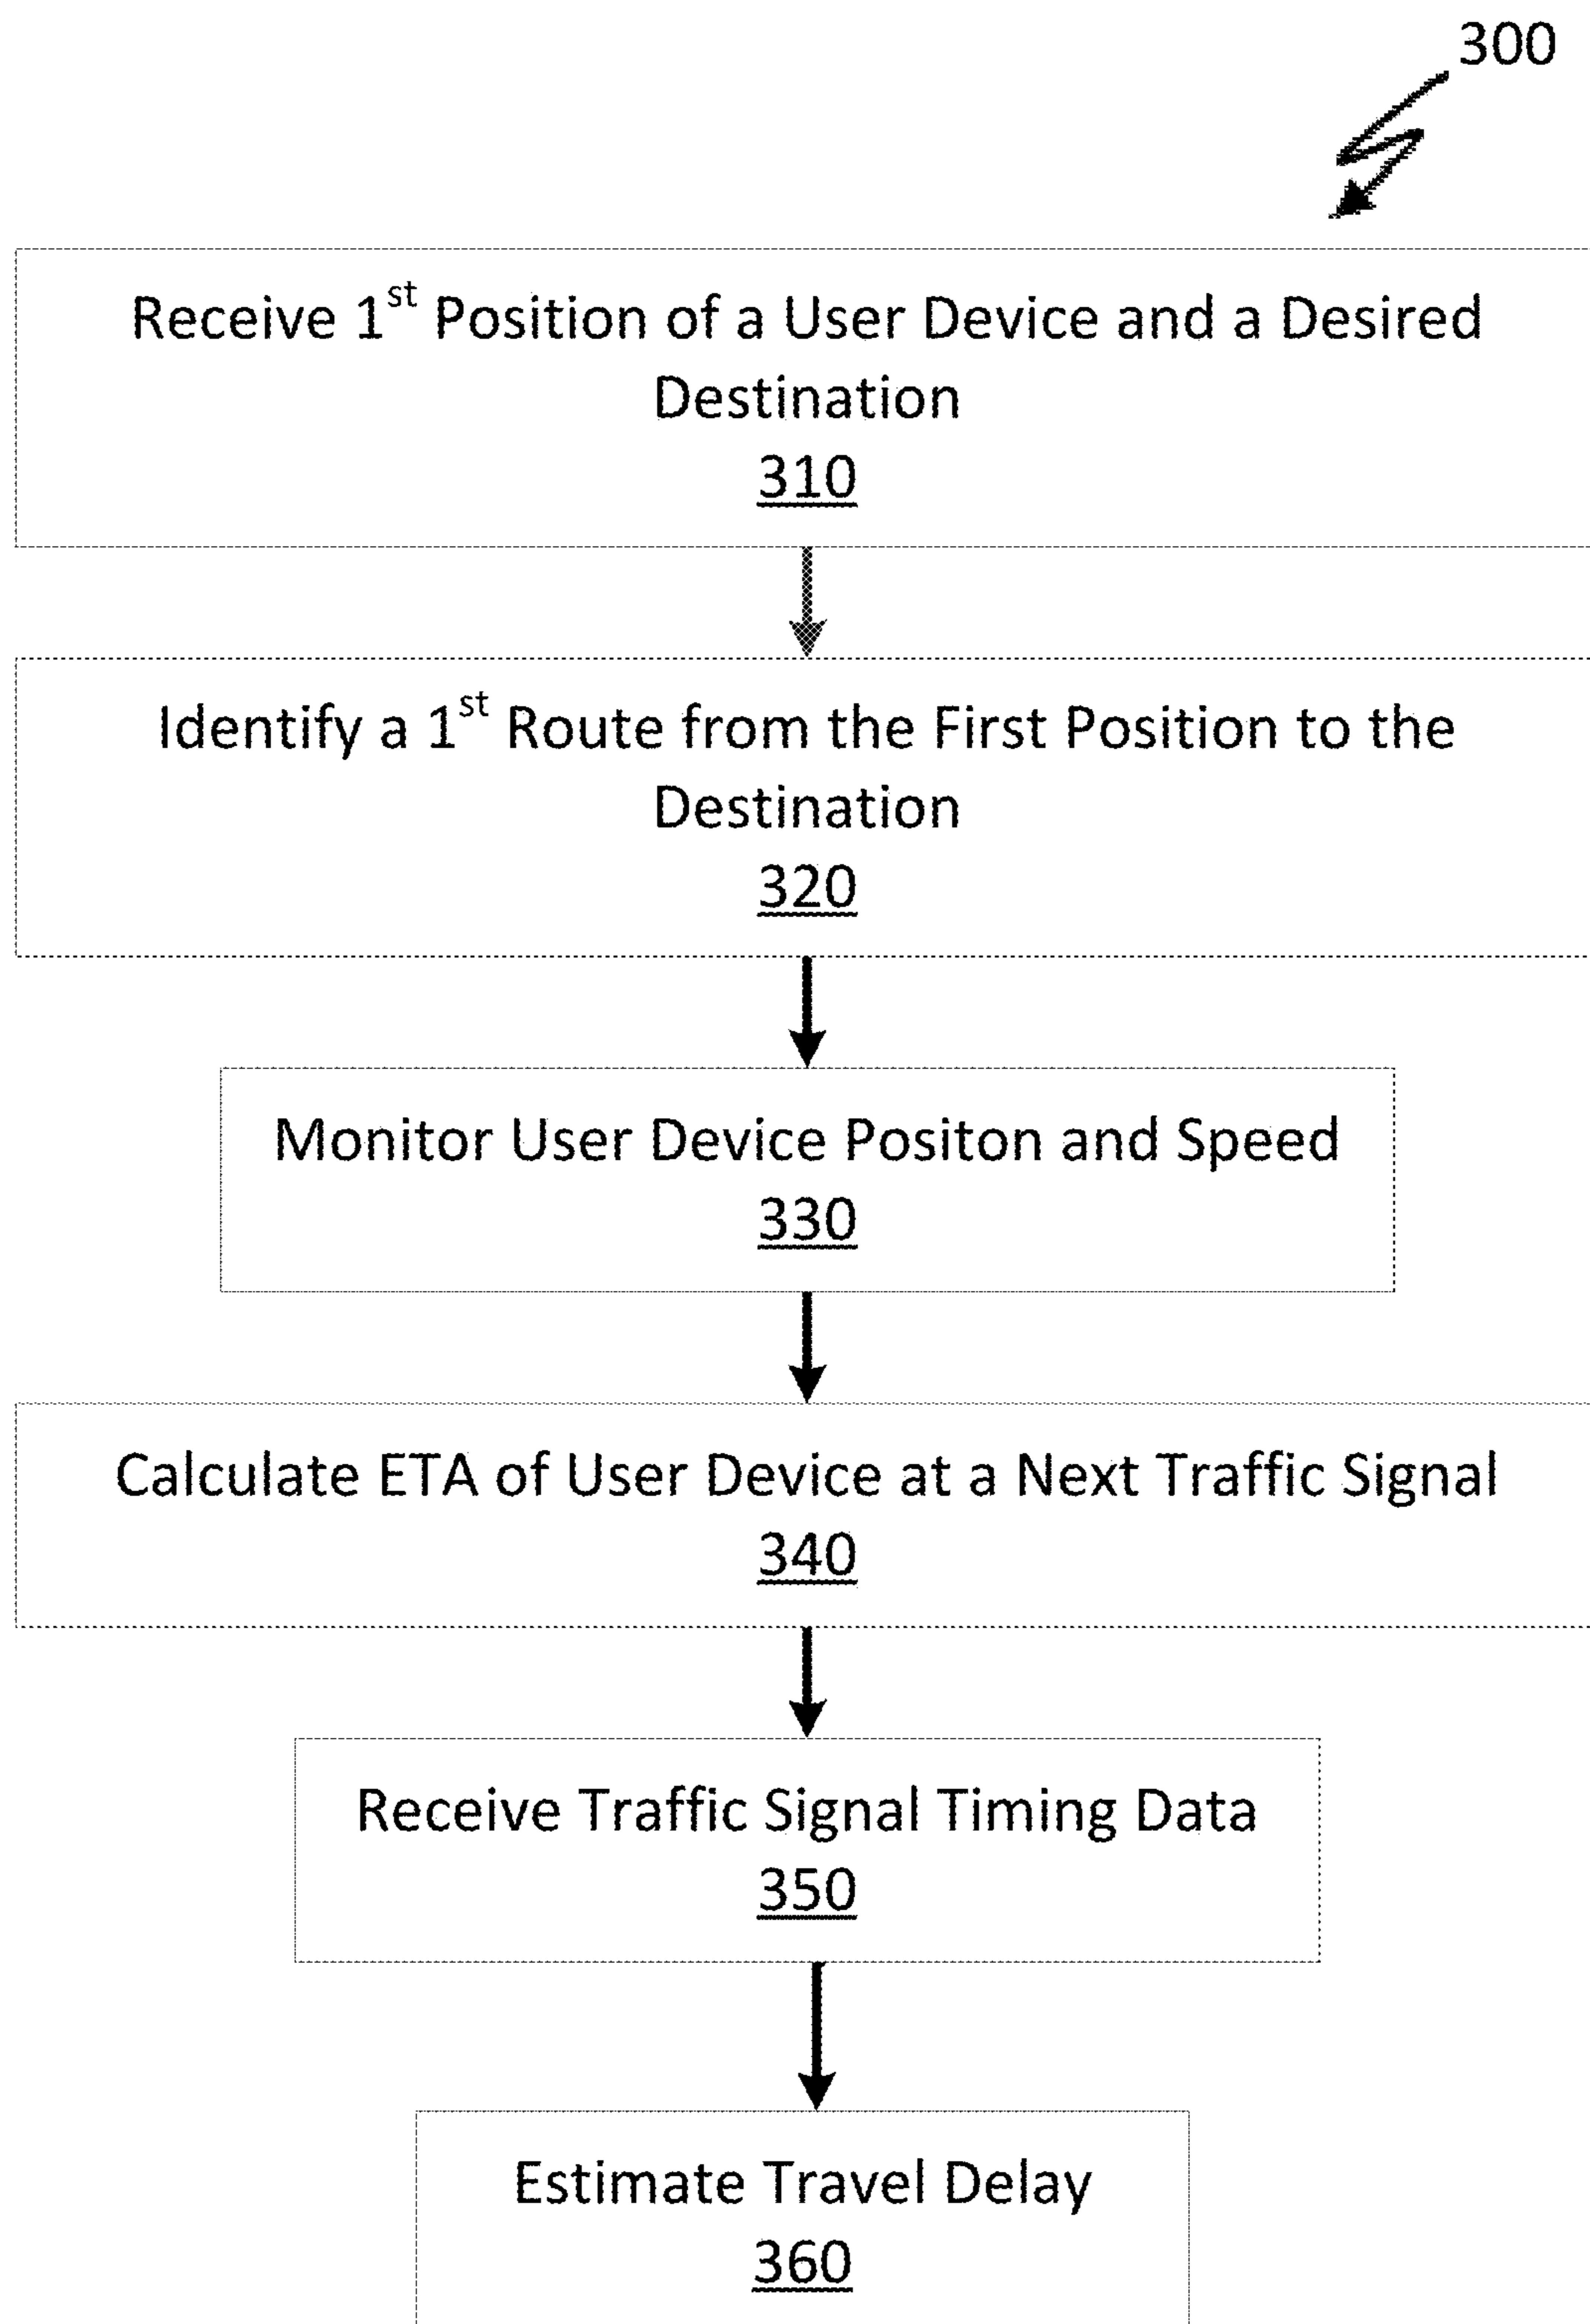 300
Receive 1st Position of a User Device and a Desired
Destination
310
Identify a 1st Route from the First Position to the
Destination
320
Monitor User Device Positon and Speed
330
Calculate ETA of User Device at a Next Traffic Signal
340
Receive Traffic Signal Timing Data
350
Estimate Travel Delay
360